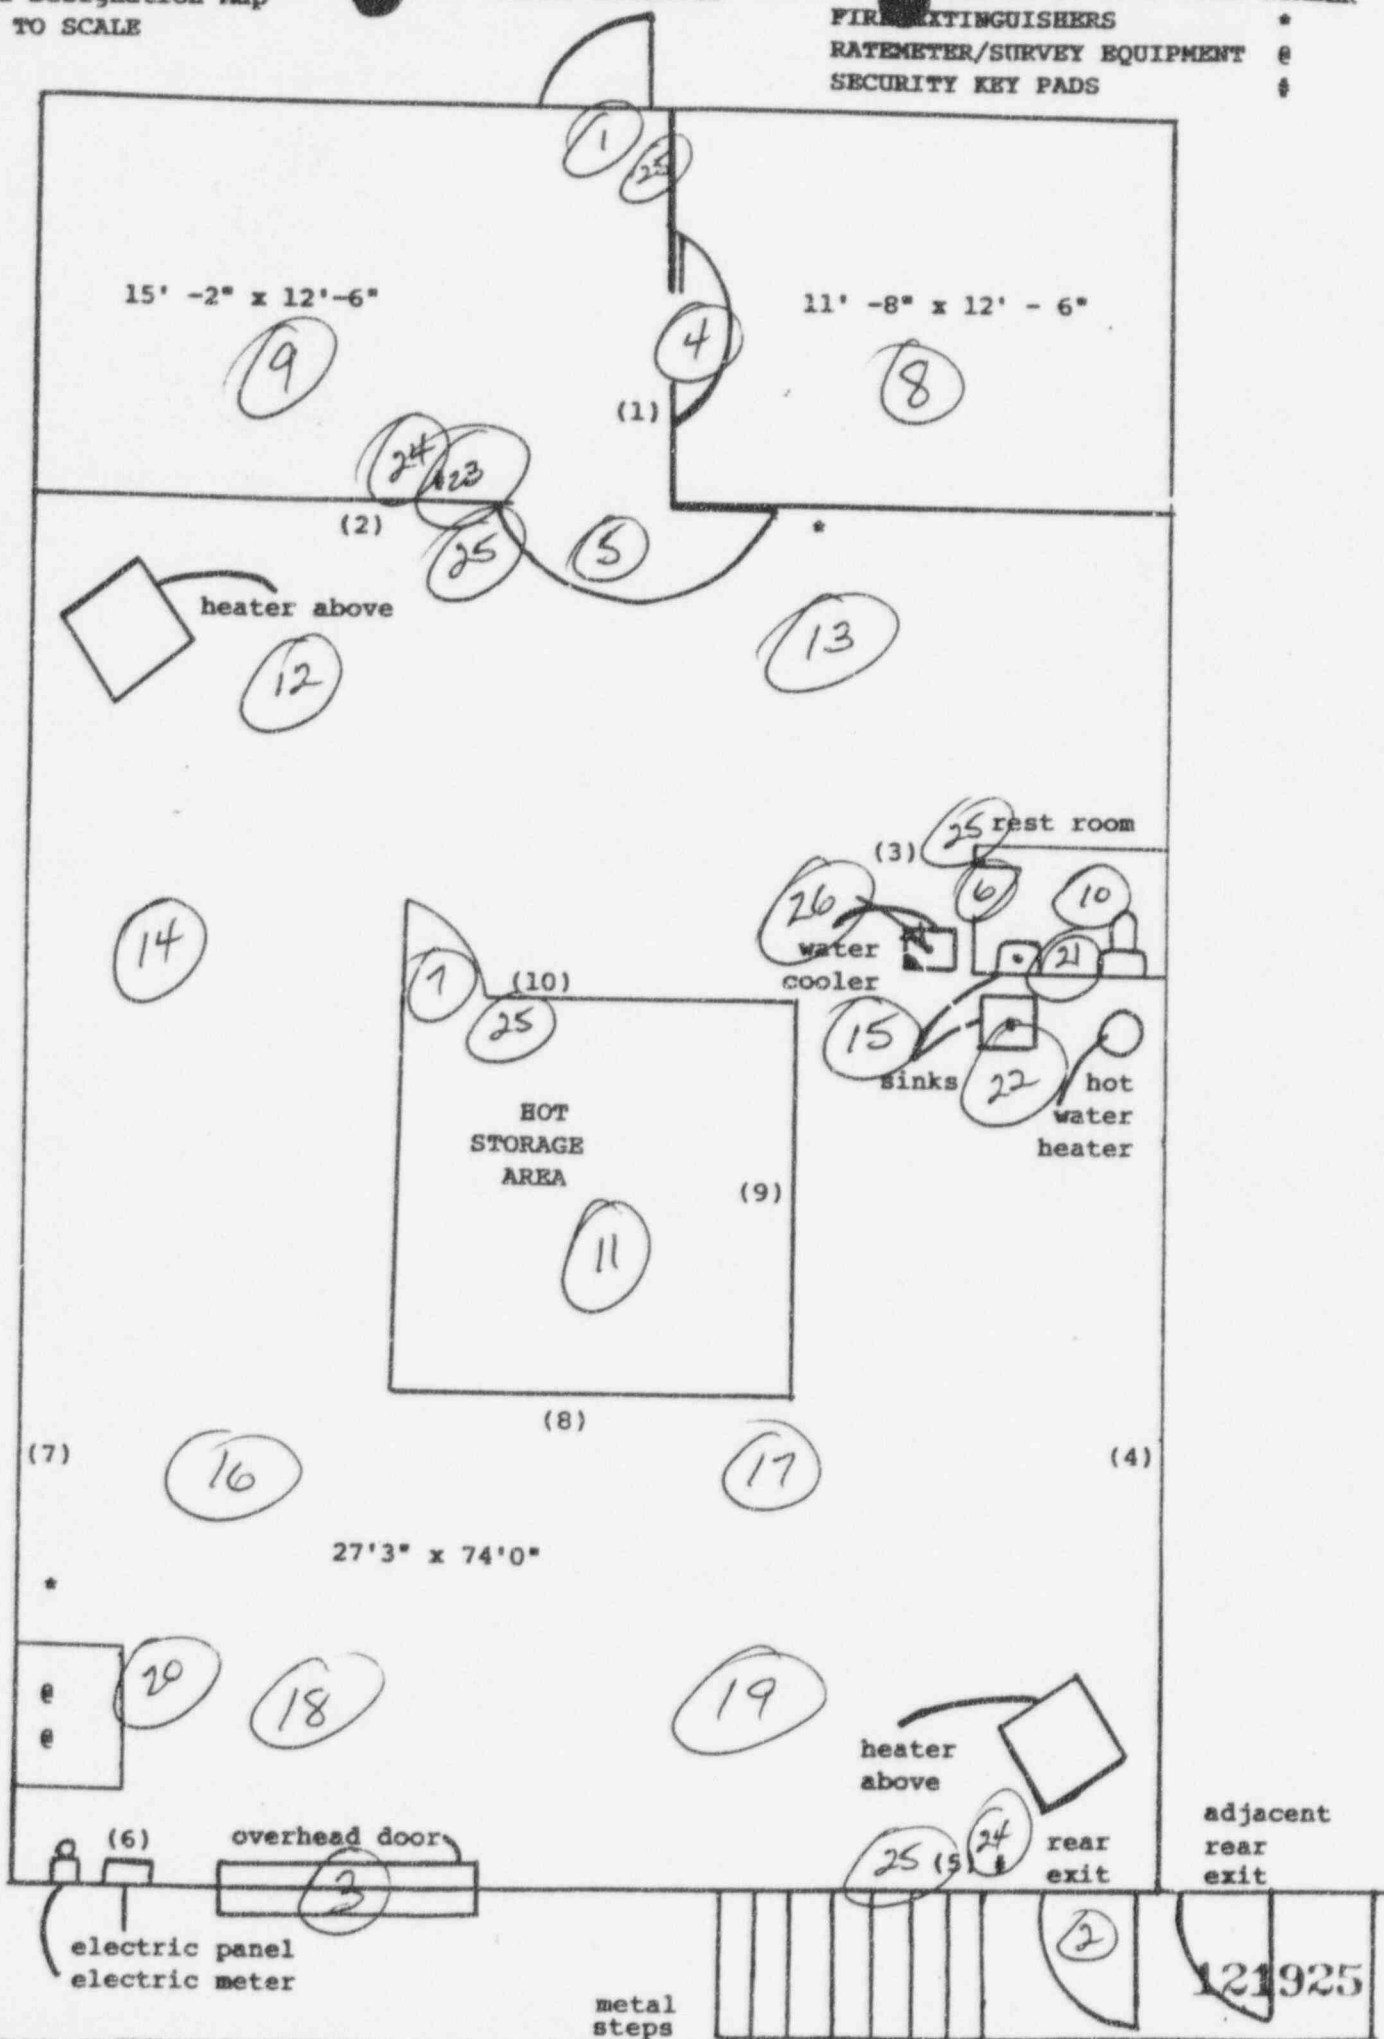 Designation Map
TO SCALE
FIRE EXTINGUISHERS *
RATEMETER/SURVEY EQUIPMENT @
SECURITY KEY PADS #
1
25
15' -2" x 12'-6"
11' -8" x 12' - 6"
9
4
8
(1)
24
23
(2)
25
5
*
heater above
13
12
25
rest room
(3)
6
10
26
water
cooler
21
14
7
(10)
25
15
sinks
22
hot
water
heater
HOT
STORAGE
AREA
(9)
11
(8)
(7)
16
17
(4)
27'3" x 74'0"
*
20
18
19
@
@
heater
above
adjacent
rear
exit
(6)
overhead door
3
25
(5)
24
#
rear
exit
2
electric panel
electric meter
121925
metal
steps